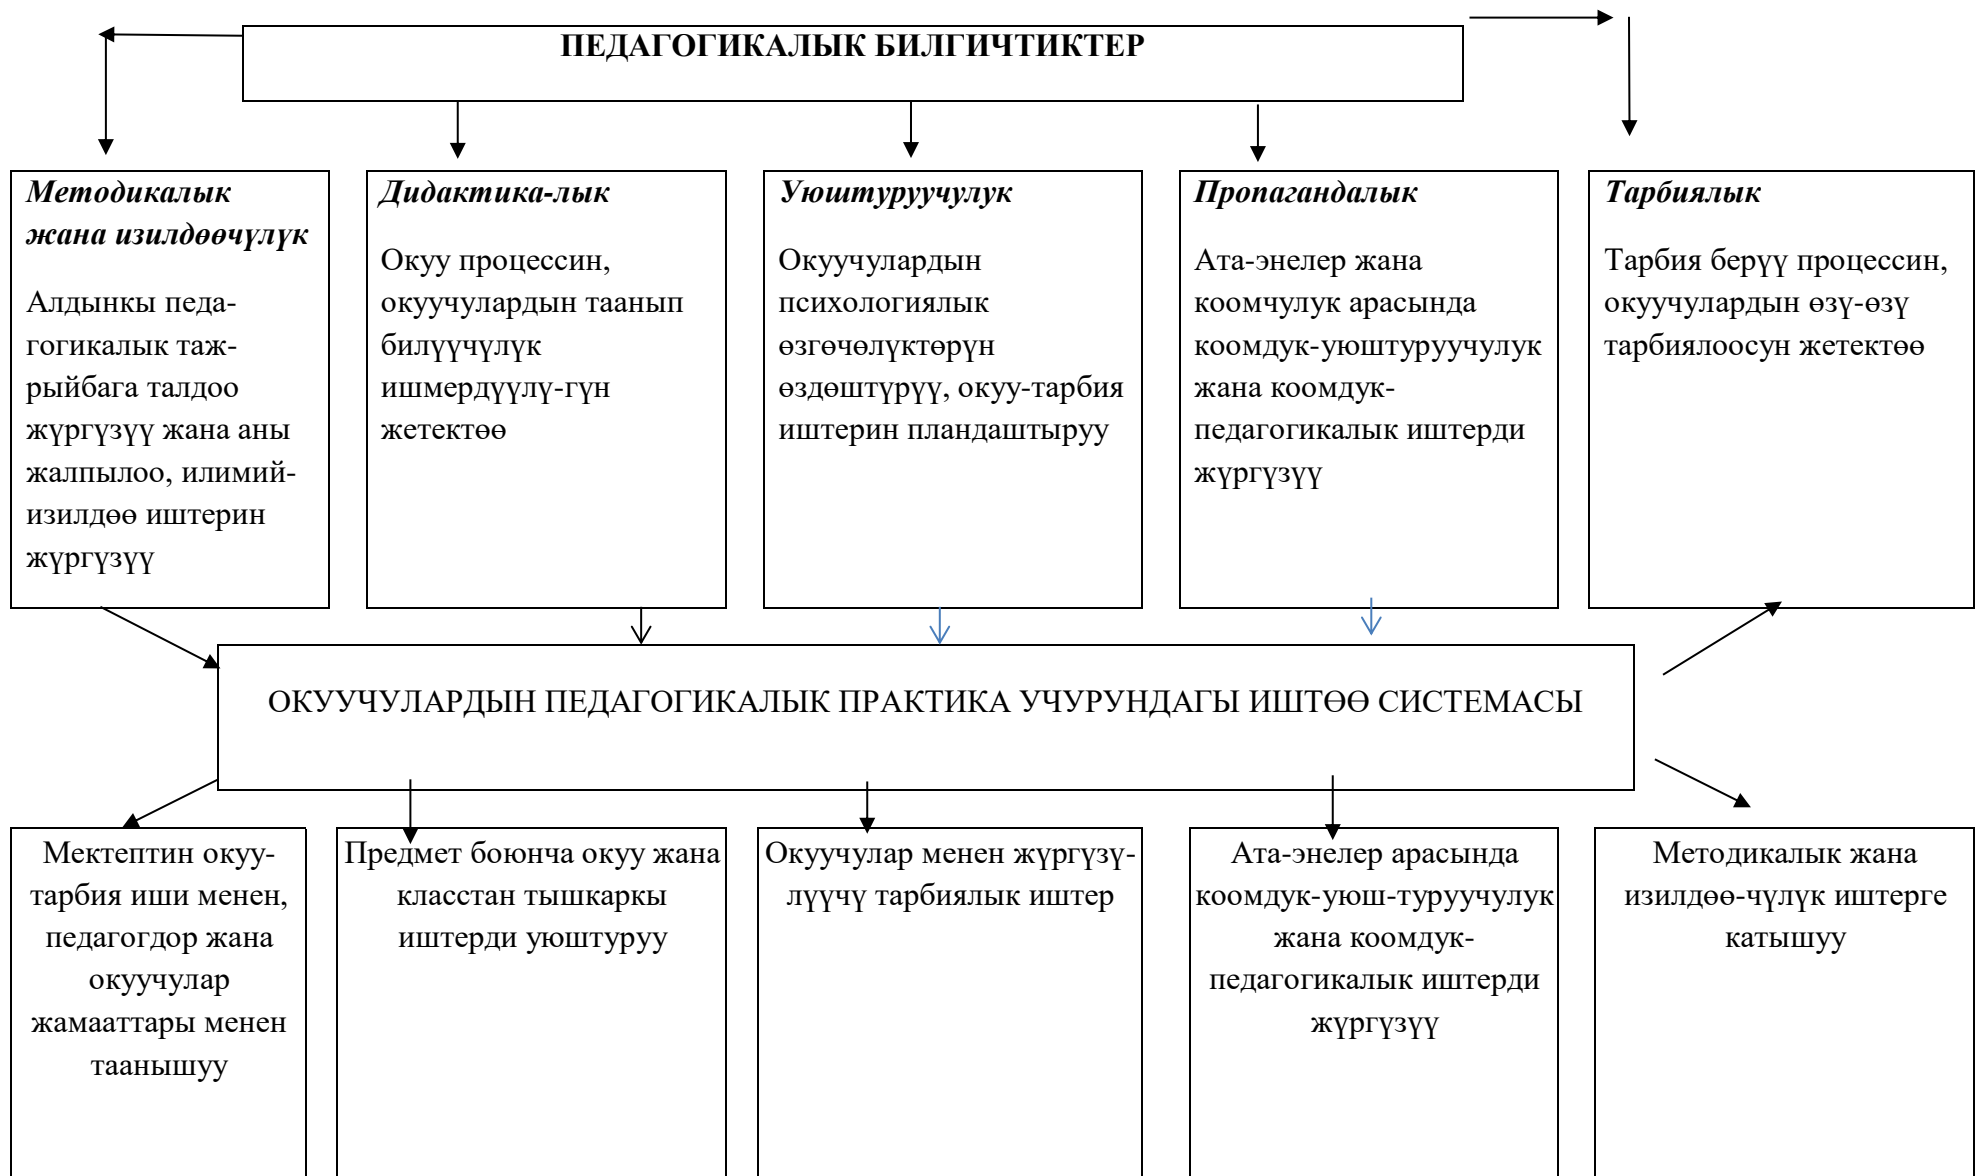 ПЕДАГОГИКАЛЫК БИЛГИЧТИКТЕР
Методикалык
жана изилдөөчүлүк
Алдынкы педа-
гогикалык таж-
рыйбага талдоо
жүргүзүү жана аны
жалпылоо, илимий-
изилдөө иштерин
жүргүзүү
Дидактика-лык
Окуу процессин,
окуучулардын таанып
билүүчүлүк
ишмердүүлү-гүн
жетектөө
Уюштуруучулук
Окуучулардын
психологиялык
өзгөчөлүктөрүн
өздөштүрүү, окуу-тарбия
иштерин пландаштыруу
Пропагандалык
Ата-энелер жана
коомчулук арасында
коомдук-уюштуруучулук
жана коомдук-
педагогикалык иштерди
жүргүзүү
Тарбиялык
Тарбия берүү процессин,
окуучулардын өзү-өзү
тарбиялоосун жетектөө
ОКУУЧУЛАРДЫН ПЕДАГОГИКАЛЫК ПРАКТИКА УЧУРУНДАГЫ ИШТӨӨ СИСТЕМАСЫ
Мектептин окуу-
тарбия иши менен,
педагогдор жана
окуучулар
жамааттары менен
таанышуу
Предмет боюнча окуу жана
класстан тышкаркы
иштерди уюштуруу
Окуучулар менен жүргүзү-
лүүчү тарбиялык иштер
Ата-энелер арасында
коомдук-уюш-туруучулук
жана коомдук-
педагогикалык иштерди
жүргүзүү
Методикалык жана
изилдөө-чүлүк иштерге
катышуу